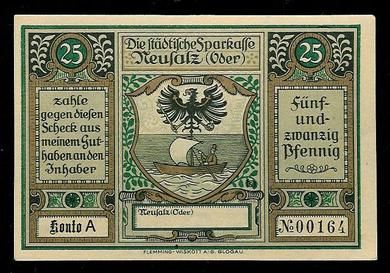 25
Die städtische Sparkasse
Neusalz (Oder)
25
zahle
gegen diesen
Scheck aus
meinem Gut-
haben an den
Inhaber
Fünf-
und-
zwanzig
Pfennig
Konto A
Neusalz (Oder)
No 00164
FLEMMING-WISKOTT A.G. GLOGAU.